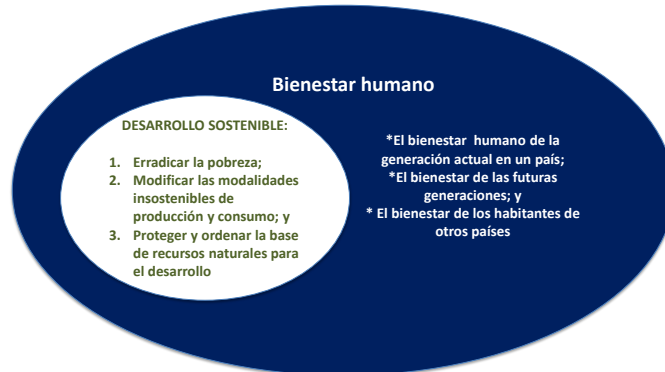 Bienestar humano
DESARROLLO SOSTENIBLE:
1. Erradicar la pobreza;
2. Modificar las modalidades
insostenibles de
producción y consumo; y
3. Proteger y ordenar la base
de recursos naturales para
el desarrollo
*El bienestar humano de la
generación actual en un país;
*El bienestar de las futuras
generaciones; y
* El bienestar de los habitantes de
otros países